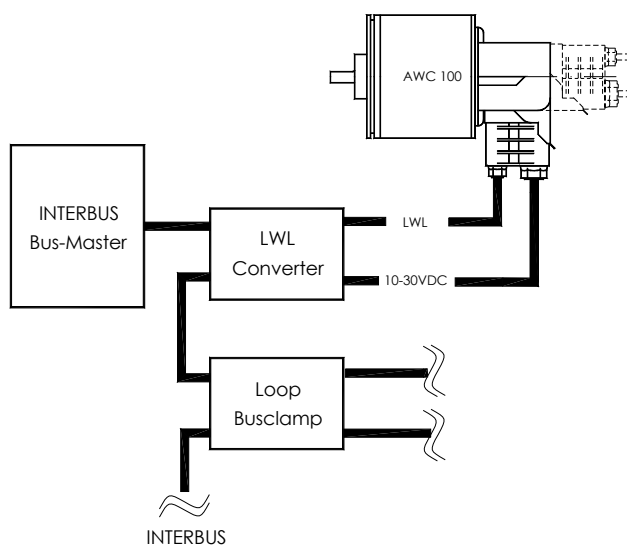 AWC 100
INTERBUS
Bus-Master
LWL
Converter
LWL
10-30VDC
Loop
Busclamp
INTERBUS